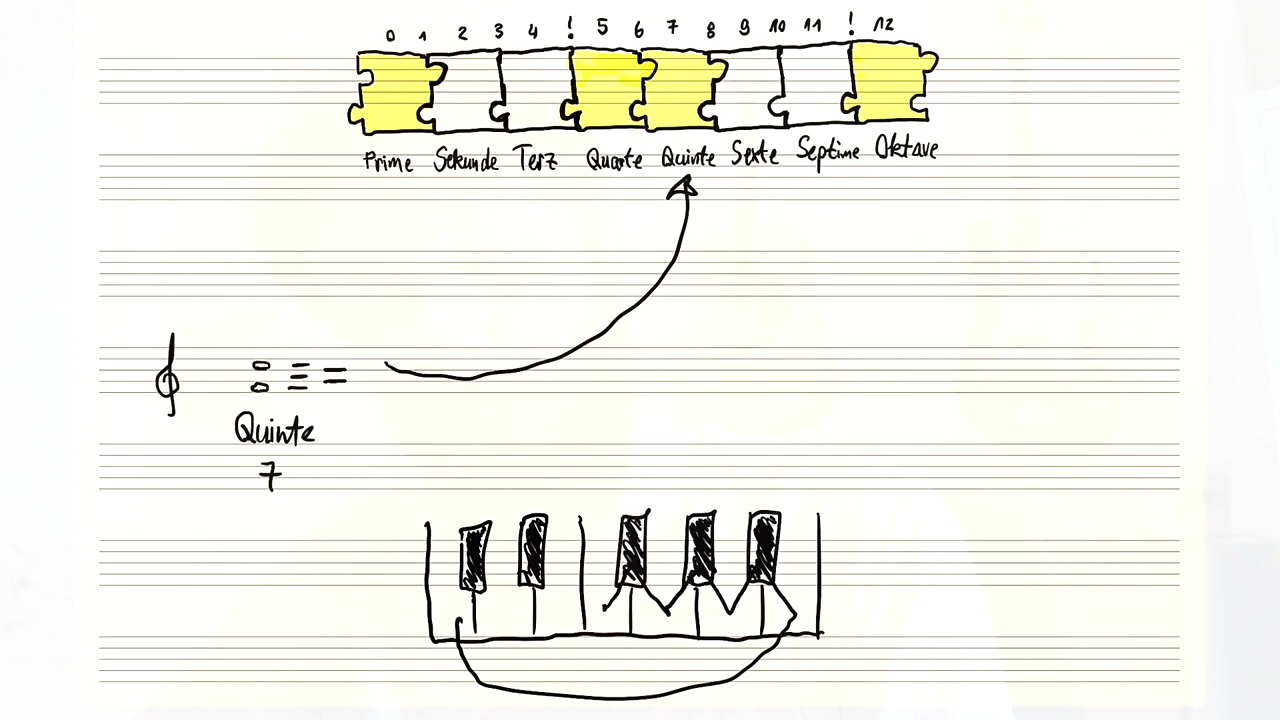 0 1 2 3 4 ! 5 6 7 8 9 10 11 ! 12
Prime Sekunde Terz Quarte Quinte Sexte Septime Oktave
Quinte
7